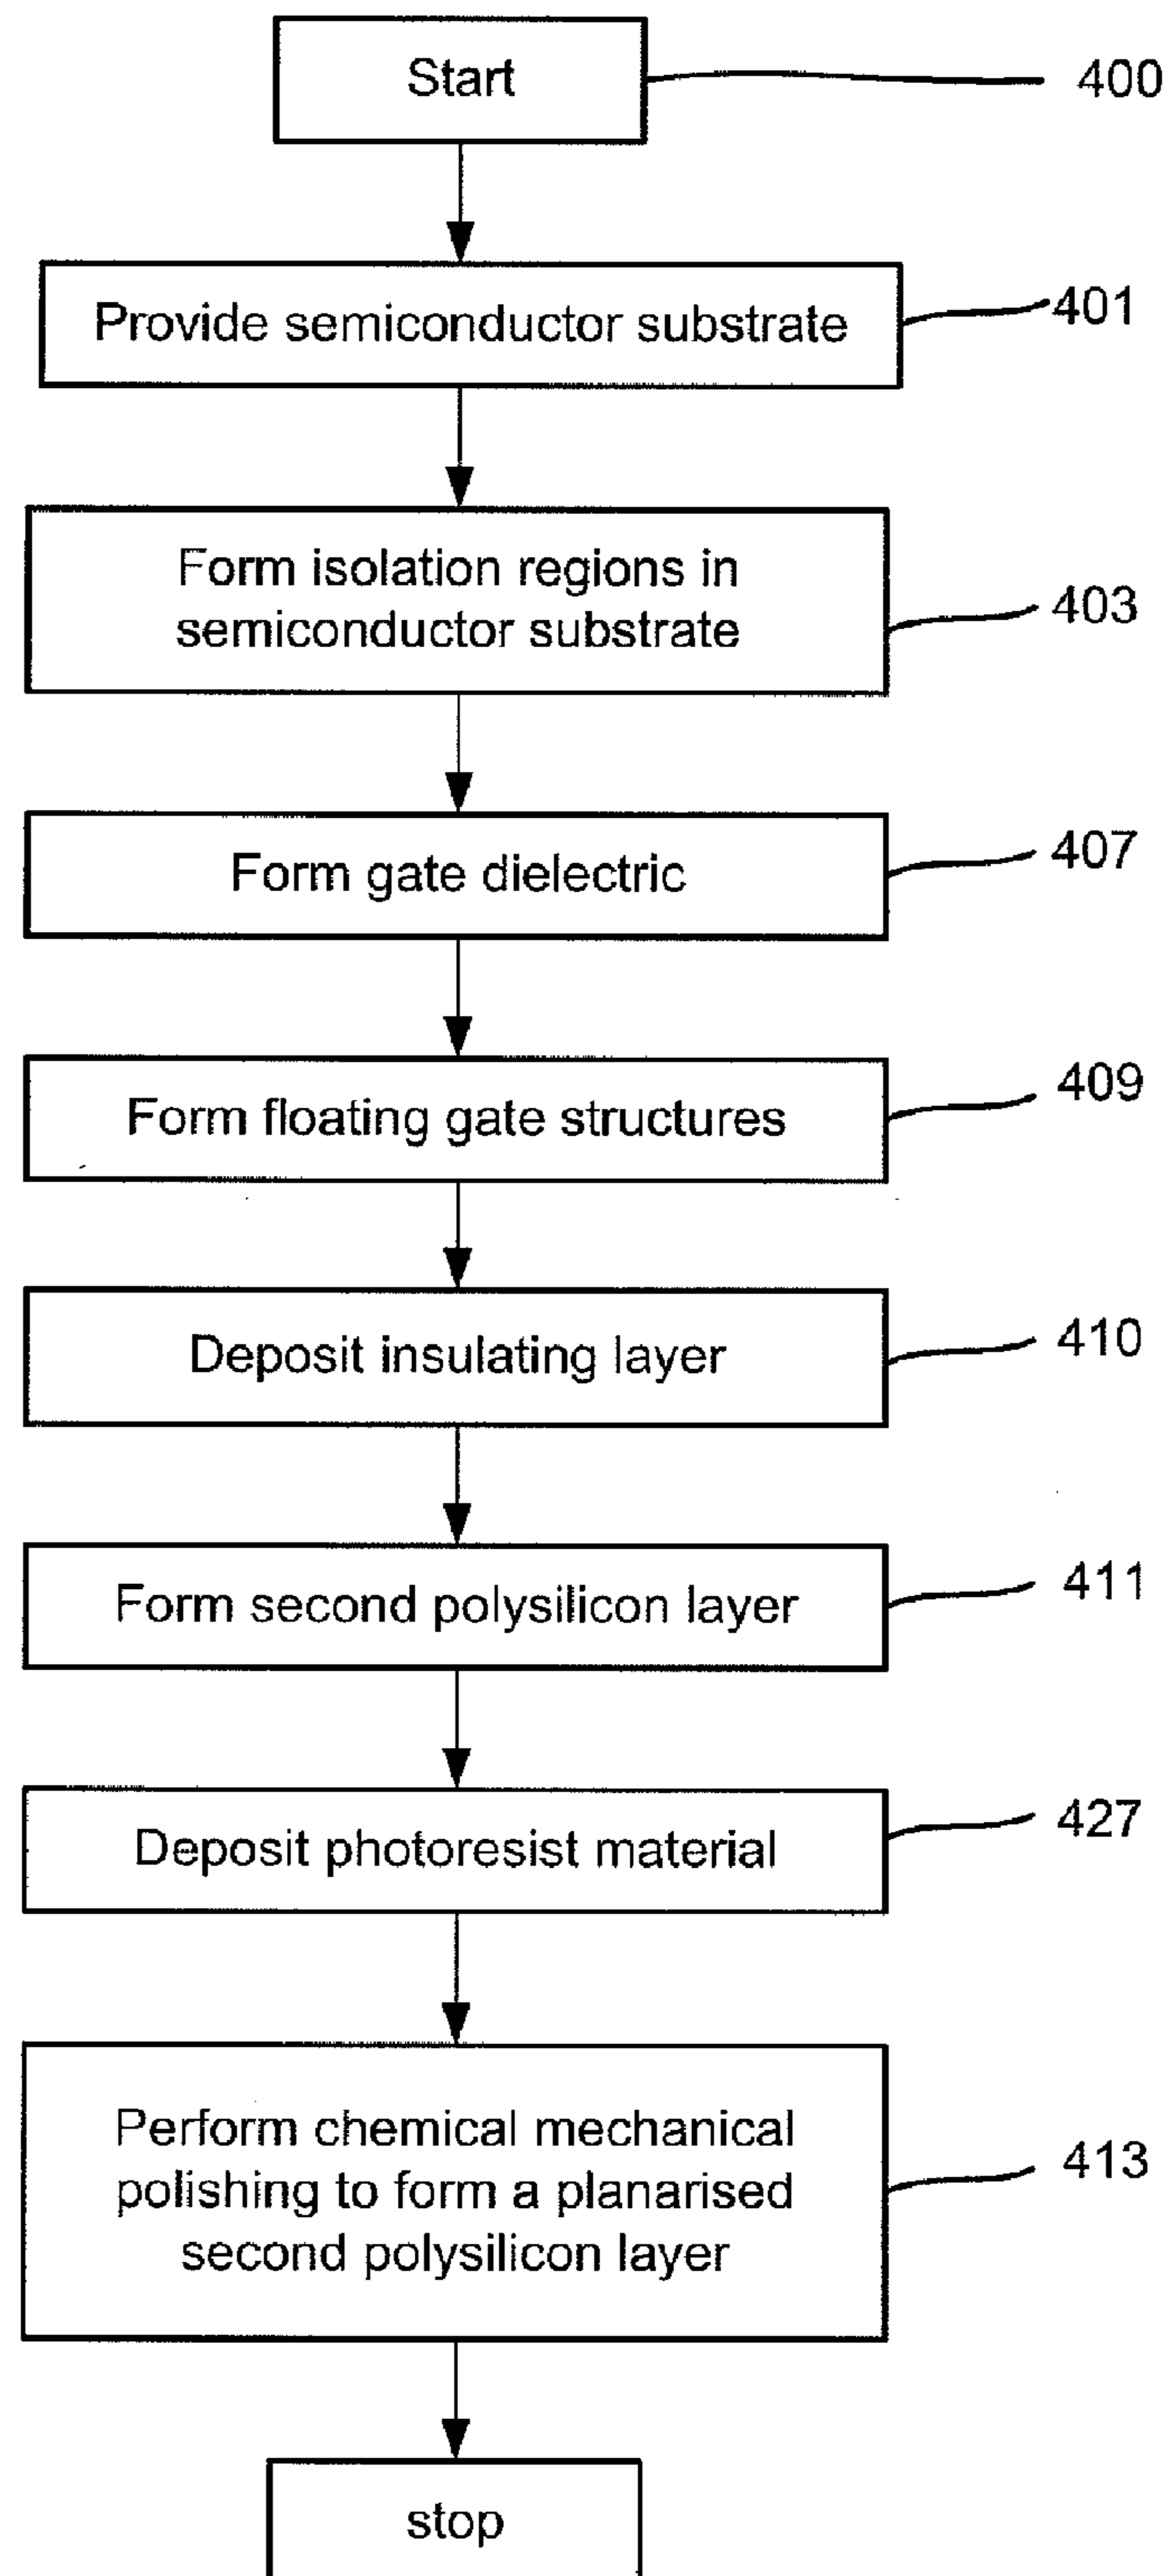 Start
400
Provide semiconductor substrate
401
Form isolation regions in
semiconductor substrate
403
Form gate dielectric
407
Form floating gate structures
409
Deposit insulating layer
410
Form second polysilicon layer
411
Deposit photoresist material
427
Perform chemical mechanical
polishing to form a planarised
second polysilicon layer
413
stop